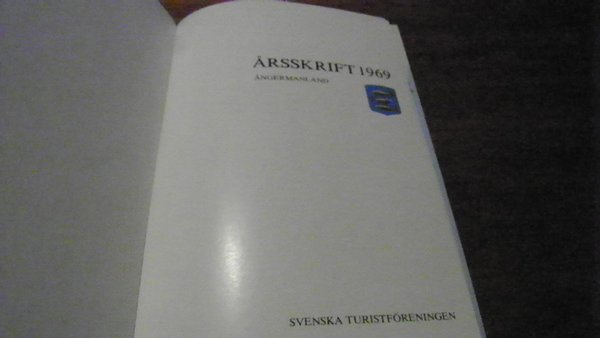 ÅRSSKRIFT 1969
ÅNGERMANLAND
SVENSKA TURISTFÖRENINGEN